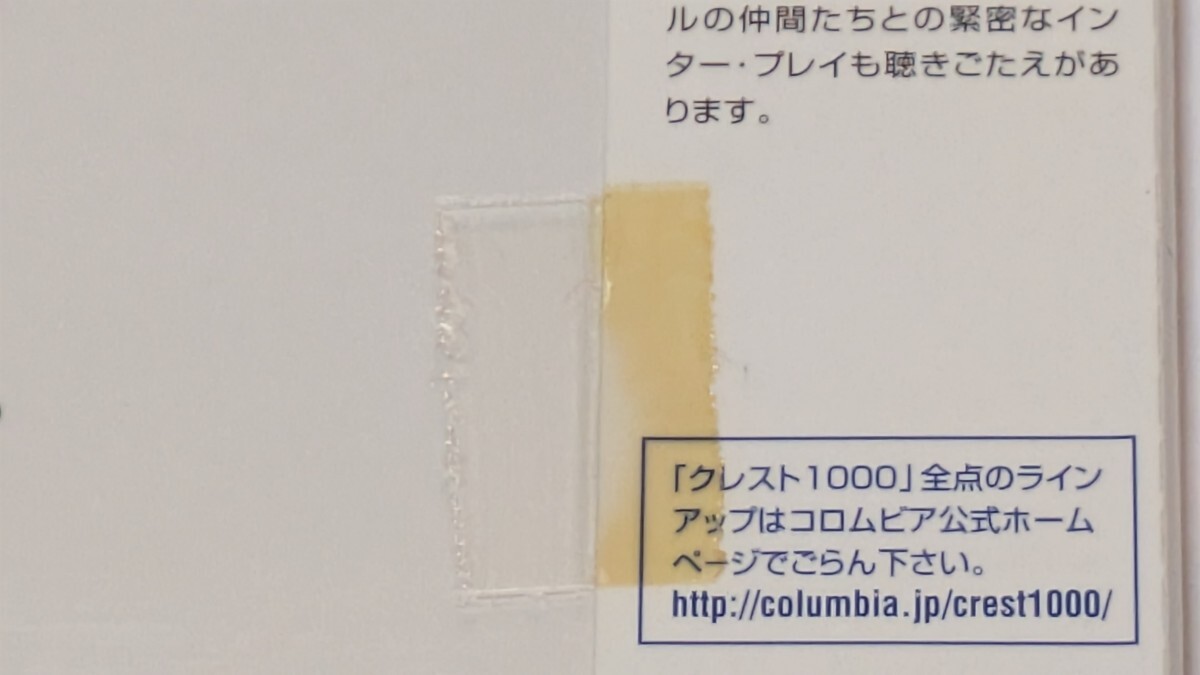 ルの仲間たちとの緊密なイン
ター・プレイも聴きごたえがあ
ります。
「クレスト1000」全点のライン
アップはコロムビア公式ホーム
ページでごらん下さい。
http://columbia.jp/crest1000/